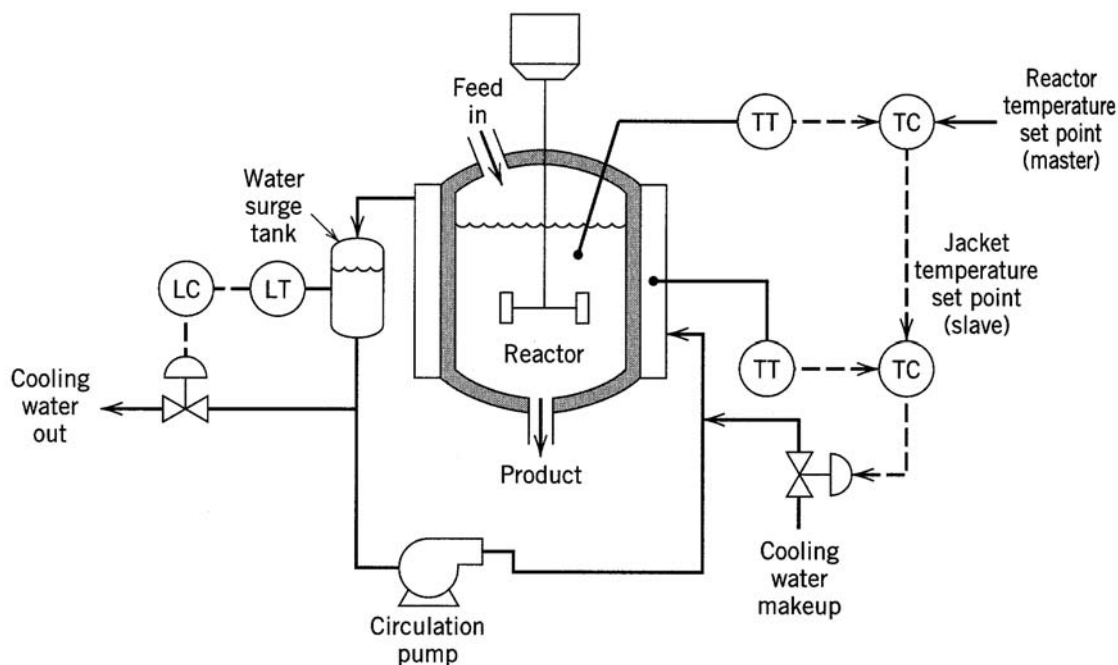 Feed
in
Water
surge
tank
TT
TC
Reactor
temperature
set point
(master)
LC
LT
Jacket
temperature
set point
(slave)
Reactor
TT
TC
Cooling
water
out
Product
Cooling
water
makeup
Circulation
pump